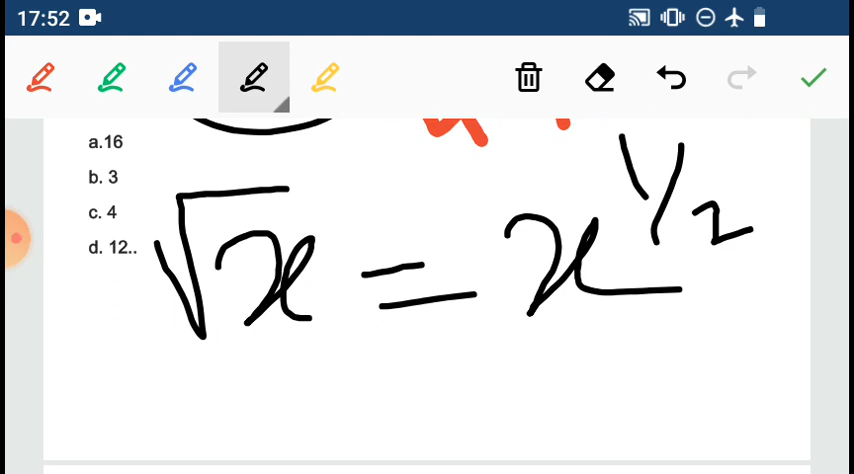 17:52
a.16
b. 3
c. 4
d. 12..
√x = x^1/2